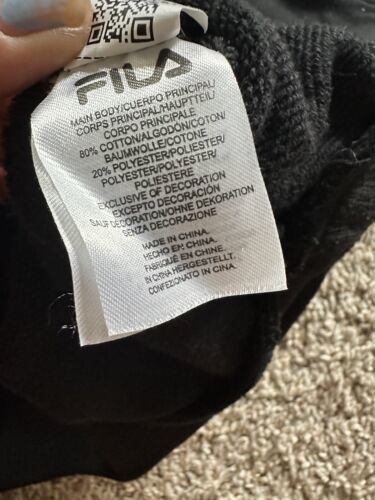 FILA
MAIN BODY/CUERPO PRINCIPAL/
CORPS PRINCIPAL/HAUPTTEIL/
CORPO PRINCIPALE
80% COTTON/ALGODÓN/COTON/
BAUMWOLLE/COTONE
20% POLYESTER/POLIÉSTER/
POLYESTER/POLYESTER/
POLIESTERE
EXCLUSIVE OF DECORATION
EXCEPTO DECORACIÓN
SAUF DECORATION/OHNE DEKORATION
SENZA DECORAZIONE
MADE IN CHINA.
HECHO EN CHINA.
FABRIQUÉ EN CHINE.
IN CHINA HERGESTELLT.
CONFEZIONATO IN CINA.